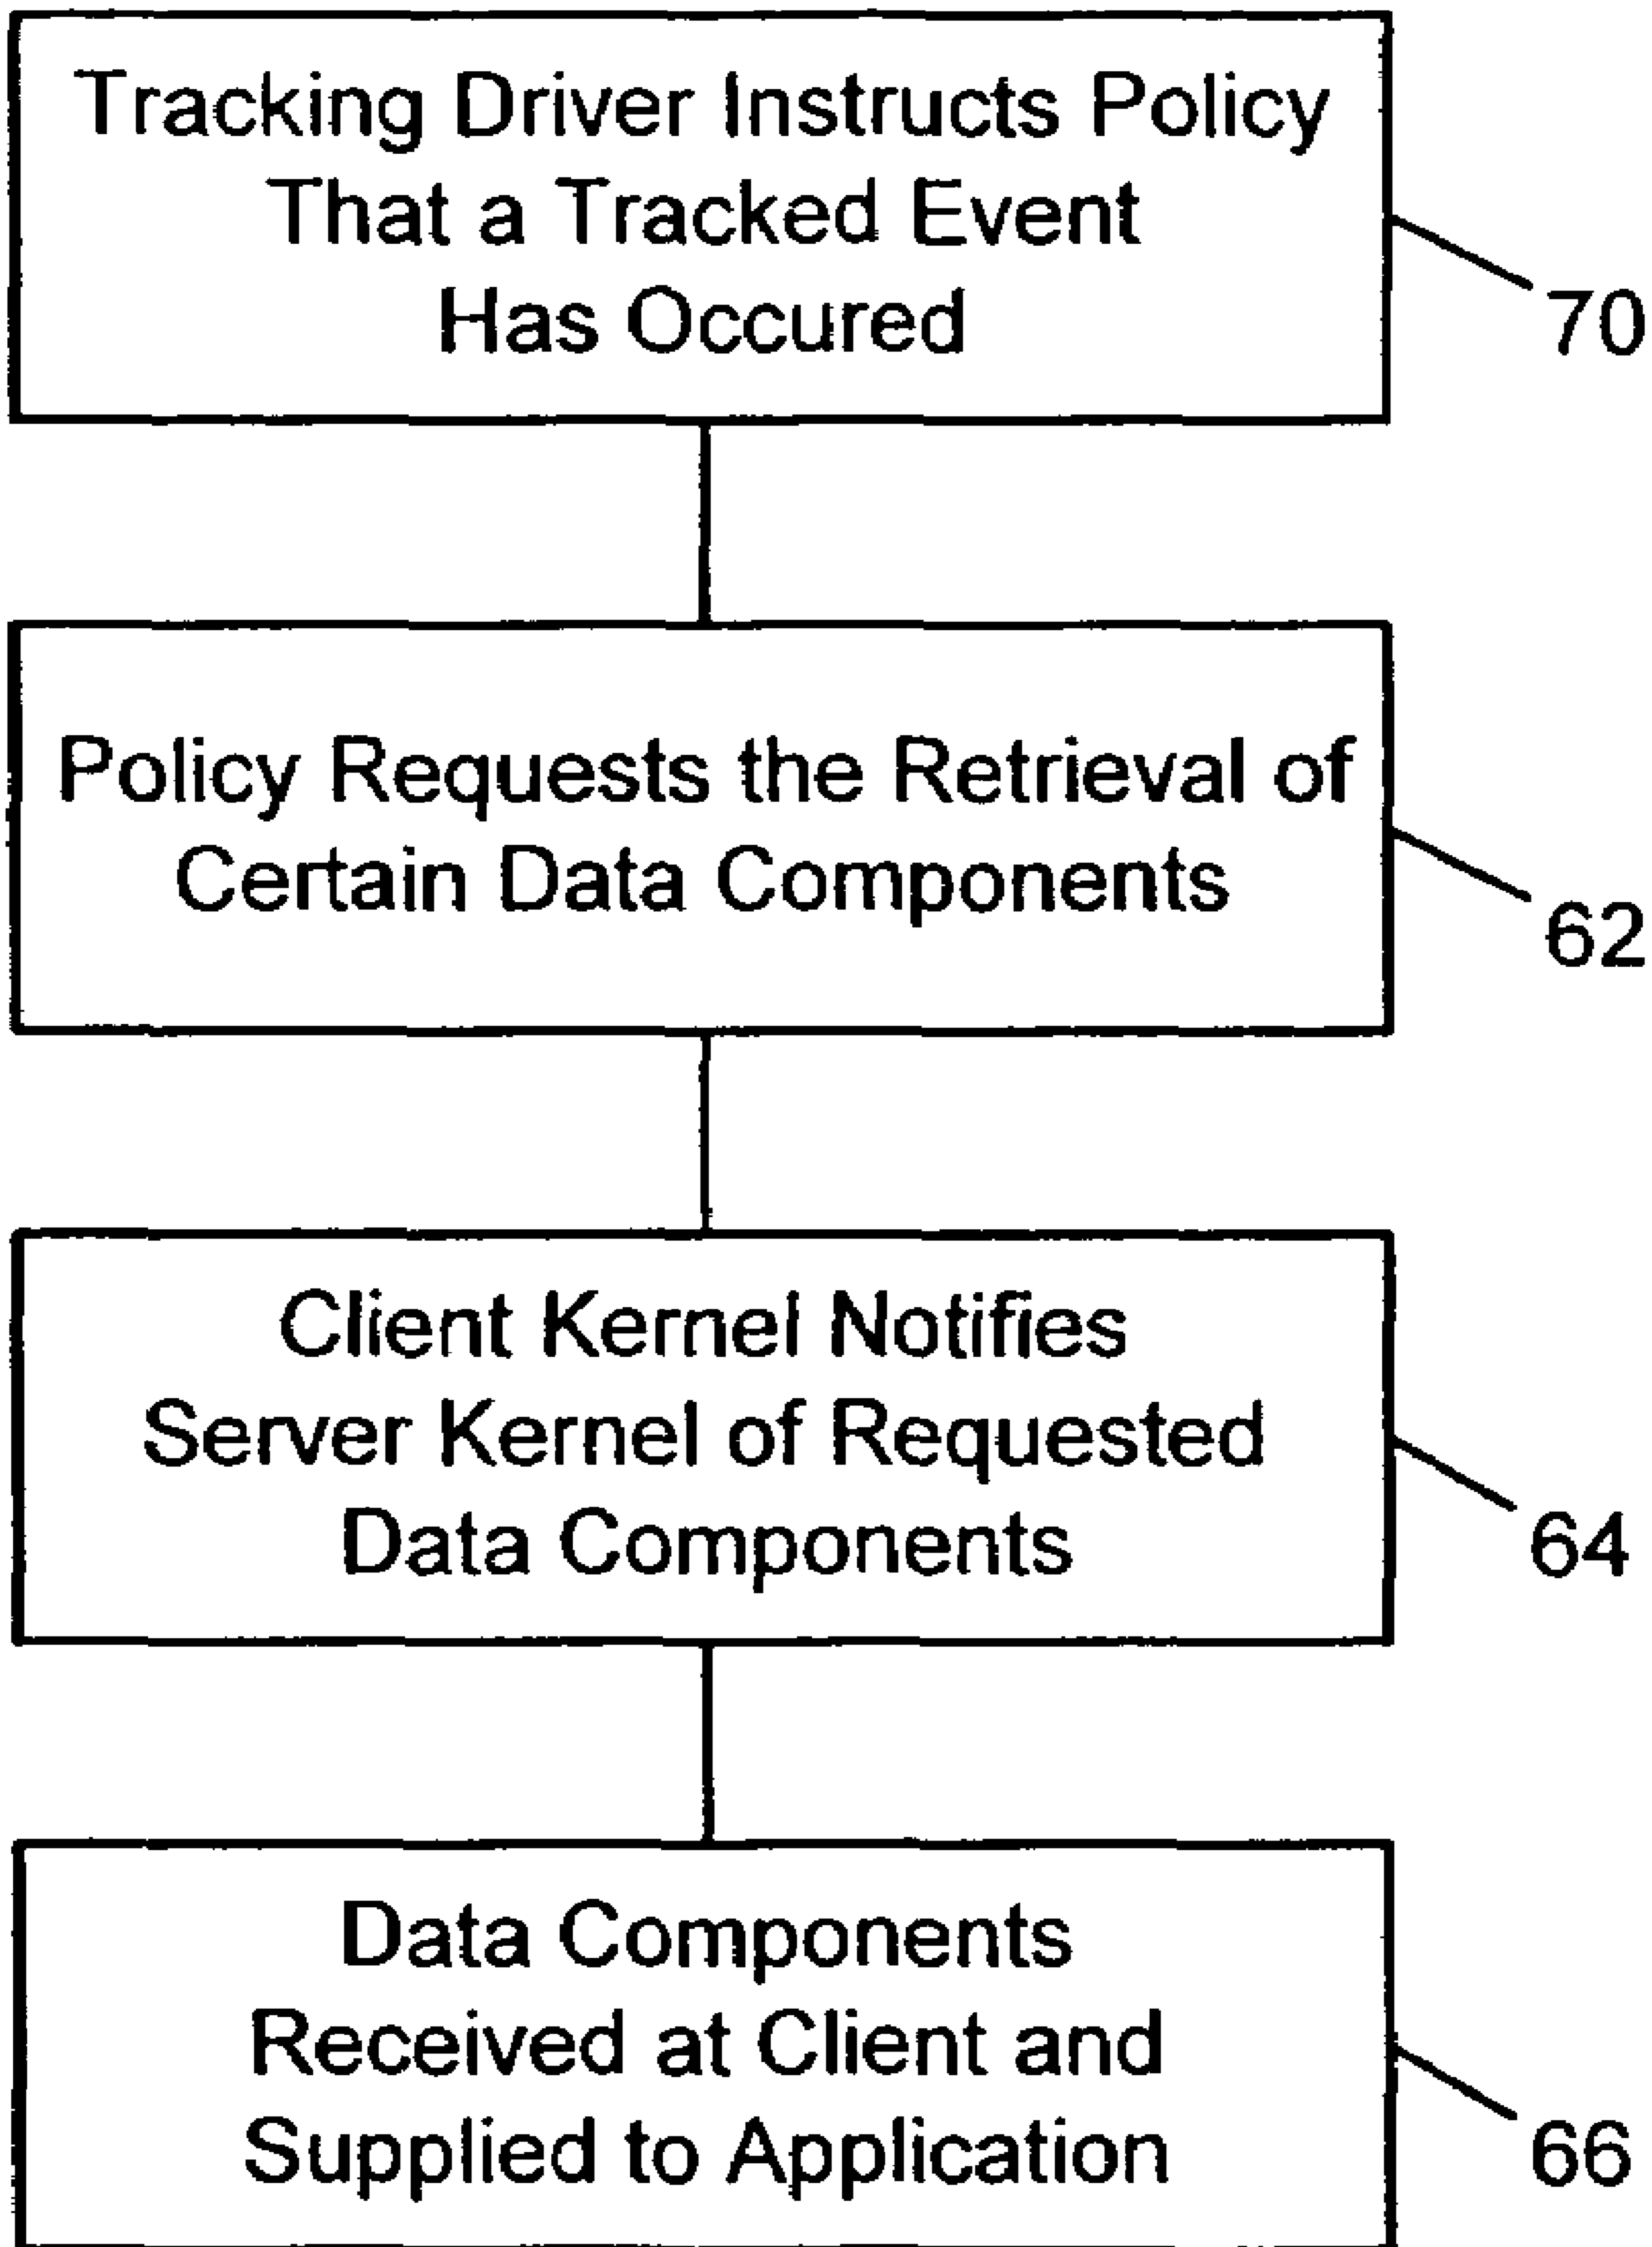 Tracking Driver Instructs Policy
That a Tracked Event
Has Occured
70
Policy Requests the Retrieval of
Certain Data Components
62
Client Kernel Notifies
Server Kernel of Requested
Data Components
64
Data Components
Received at Client and
Supplied to Application
66